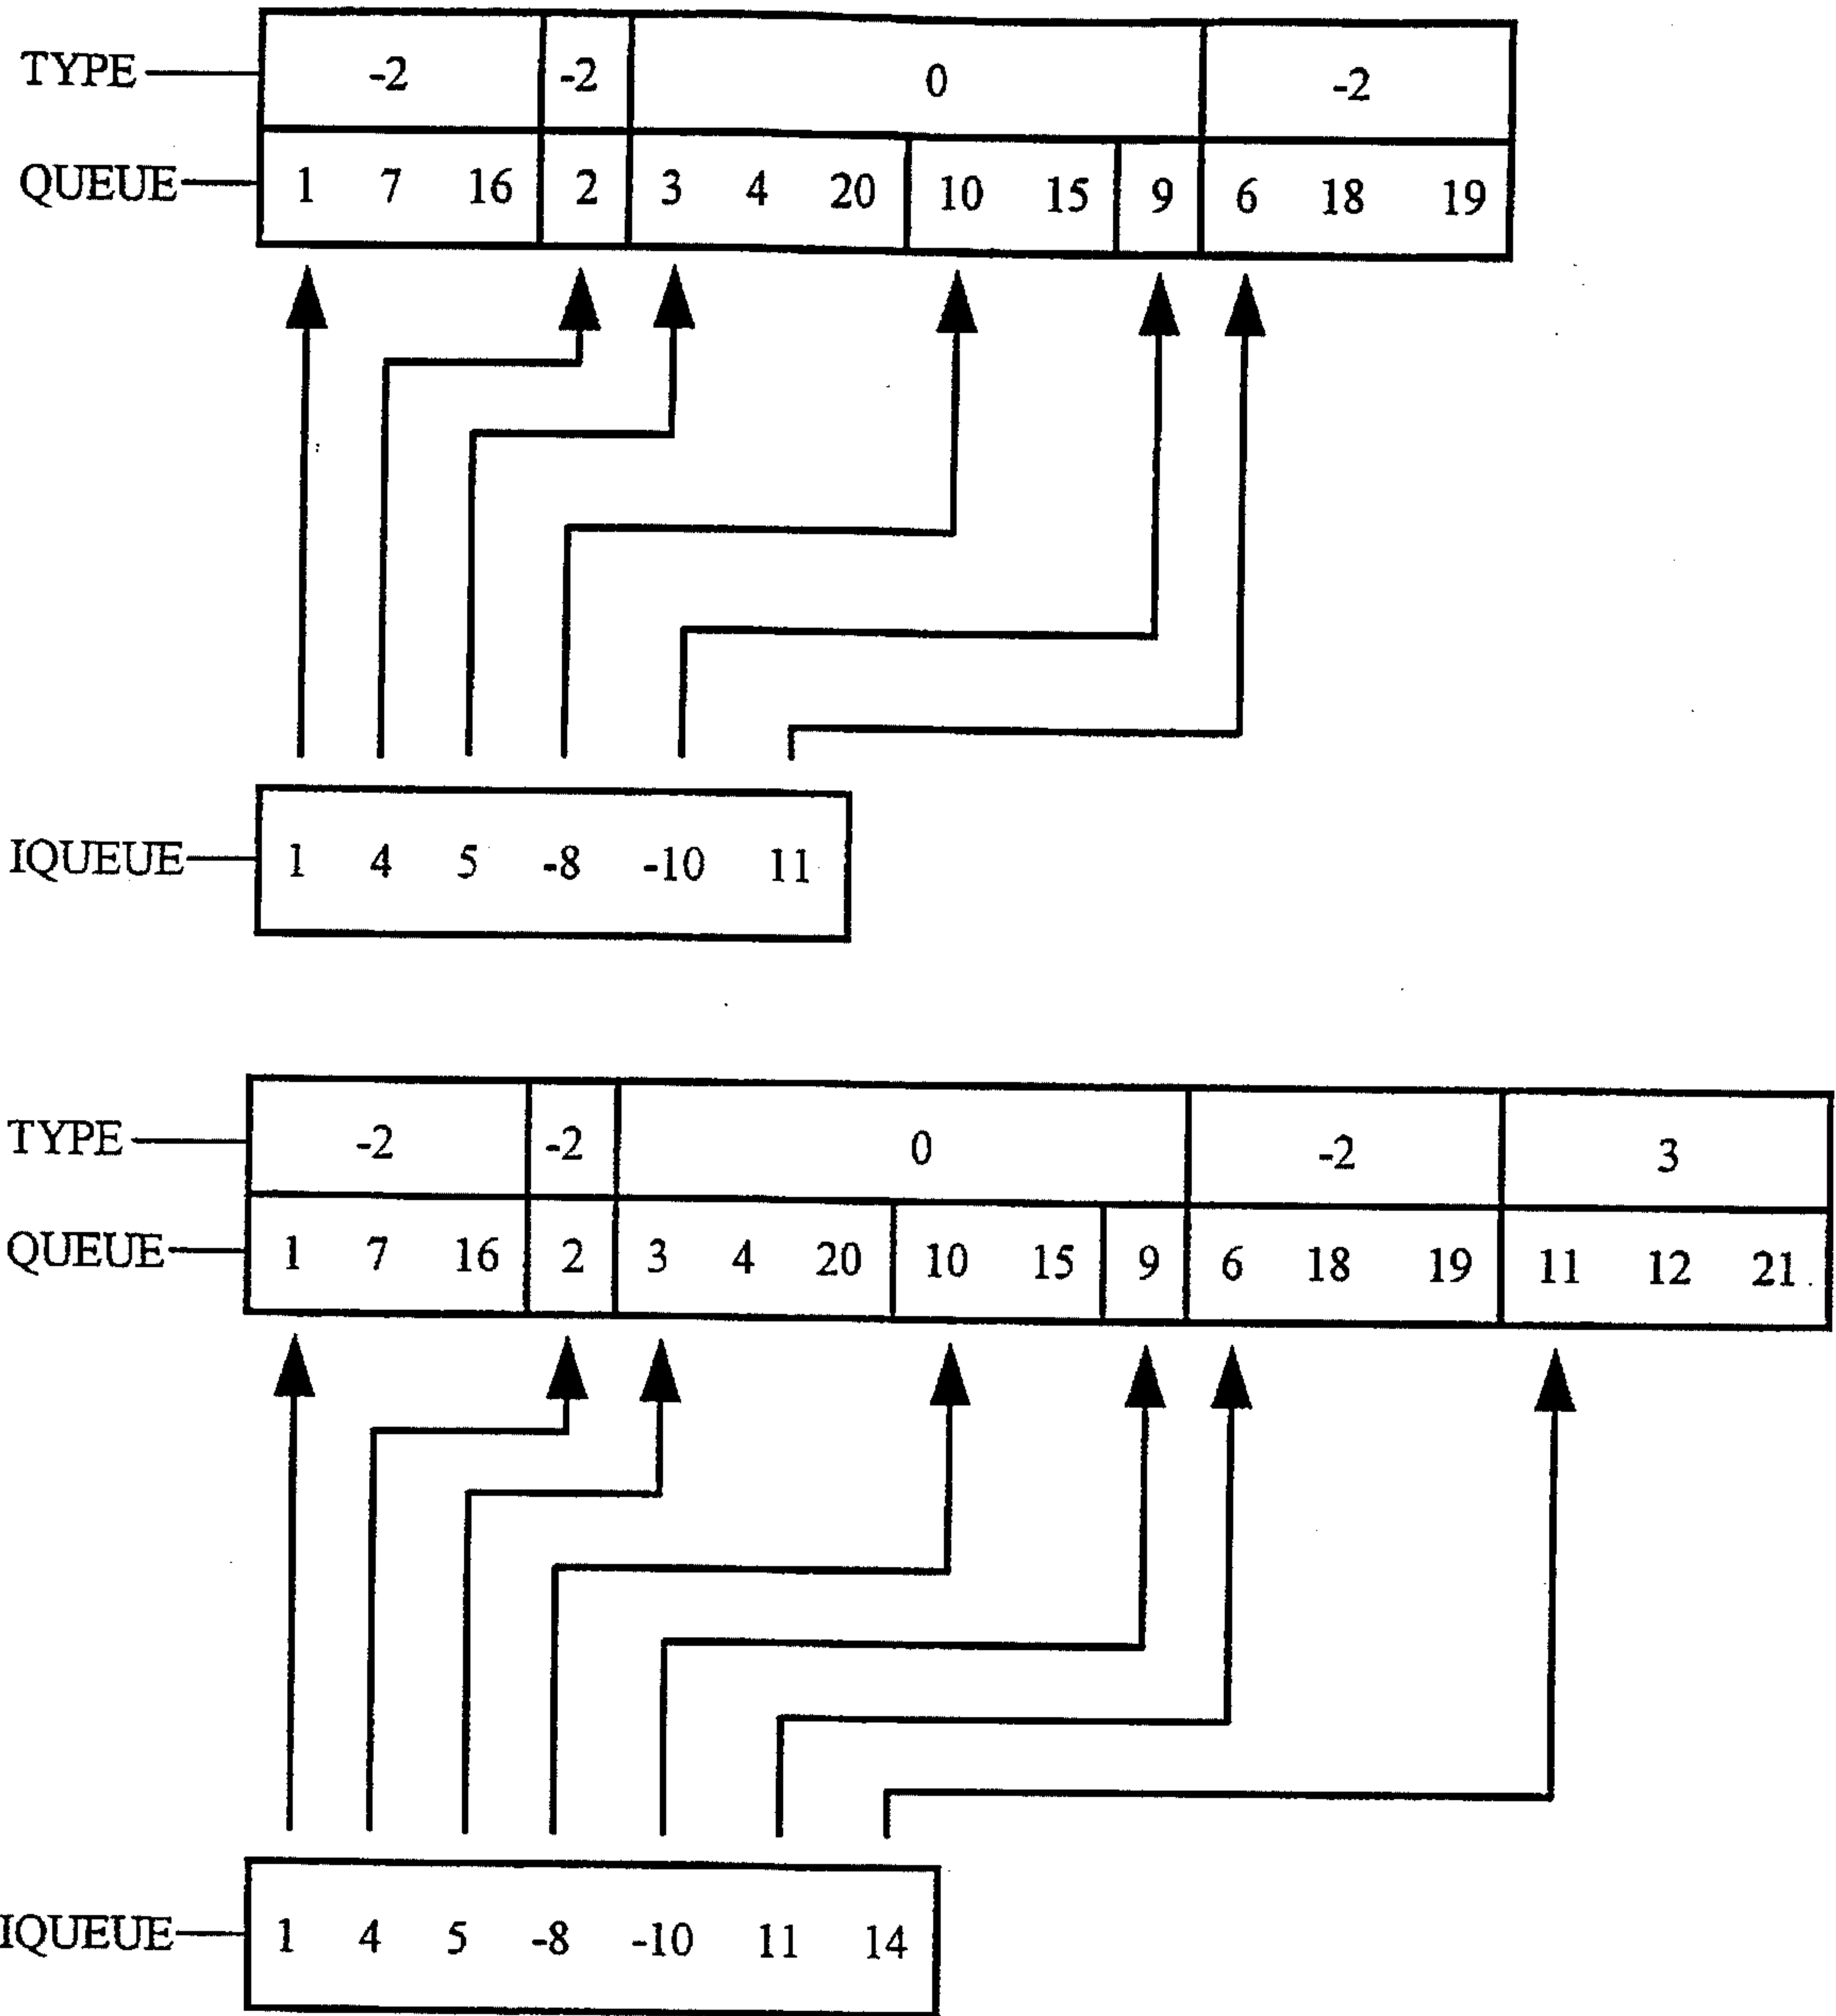 TYPE -2 -2 0 -2
QUEUE 1 7 16 2 3 4 20 10 15 9 6 18 19
IQUEUE 1 4 5 -8 -10 11
TYPE -2 -2 0 -2 3
QUEUE 1 7 16 2 3 4 20 10 15 9 6 18 19 11 12 21
IQUEUE 1 4 5 -8 -10 11 14